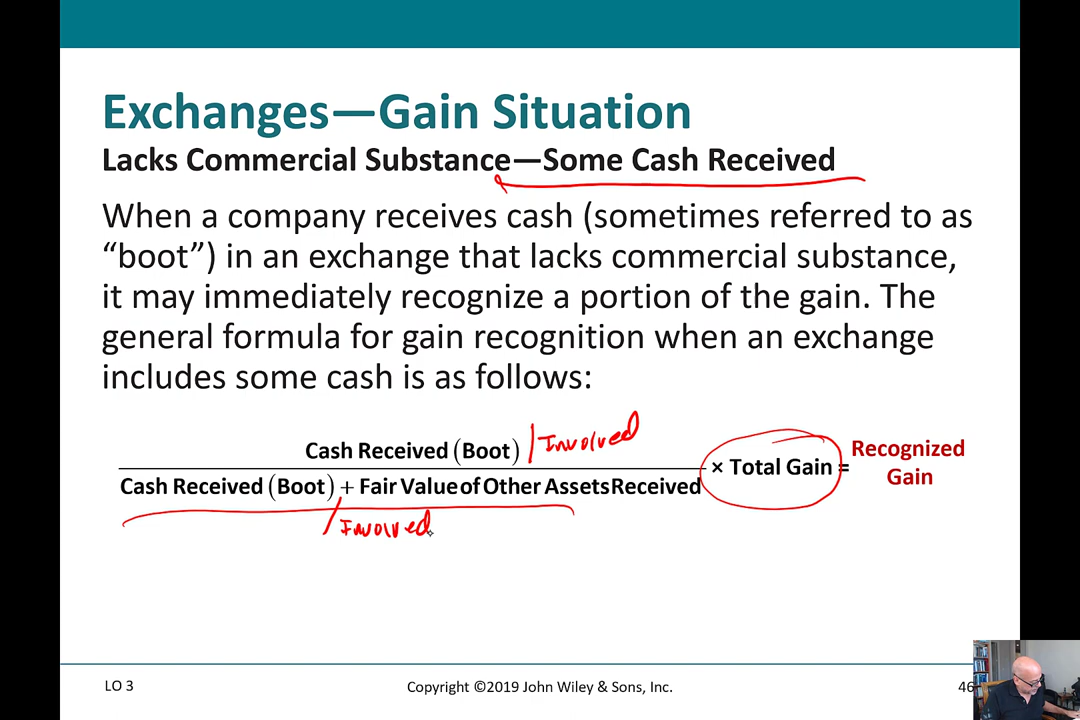 Exchanges—Gain Situation
Lacks Commercial Substance—Some Cash Received
When a company receives cash (sometimes referred to as
“boot”) in an exchange that lacks commercial substance,
it may immediately recognize a portion of the gain. The
general formula for gain recognition when an exchange
includes some cash is as follows:
Cash Received (Boot) / Involved
Cash Received (Boot) + Fair Value of Other Assets Received
× Total Gain =
Recognized
Gain
/ Involved
LO 3
Copyright ©2019 John Wiley & Sons, Inc.
46